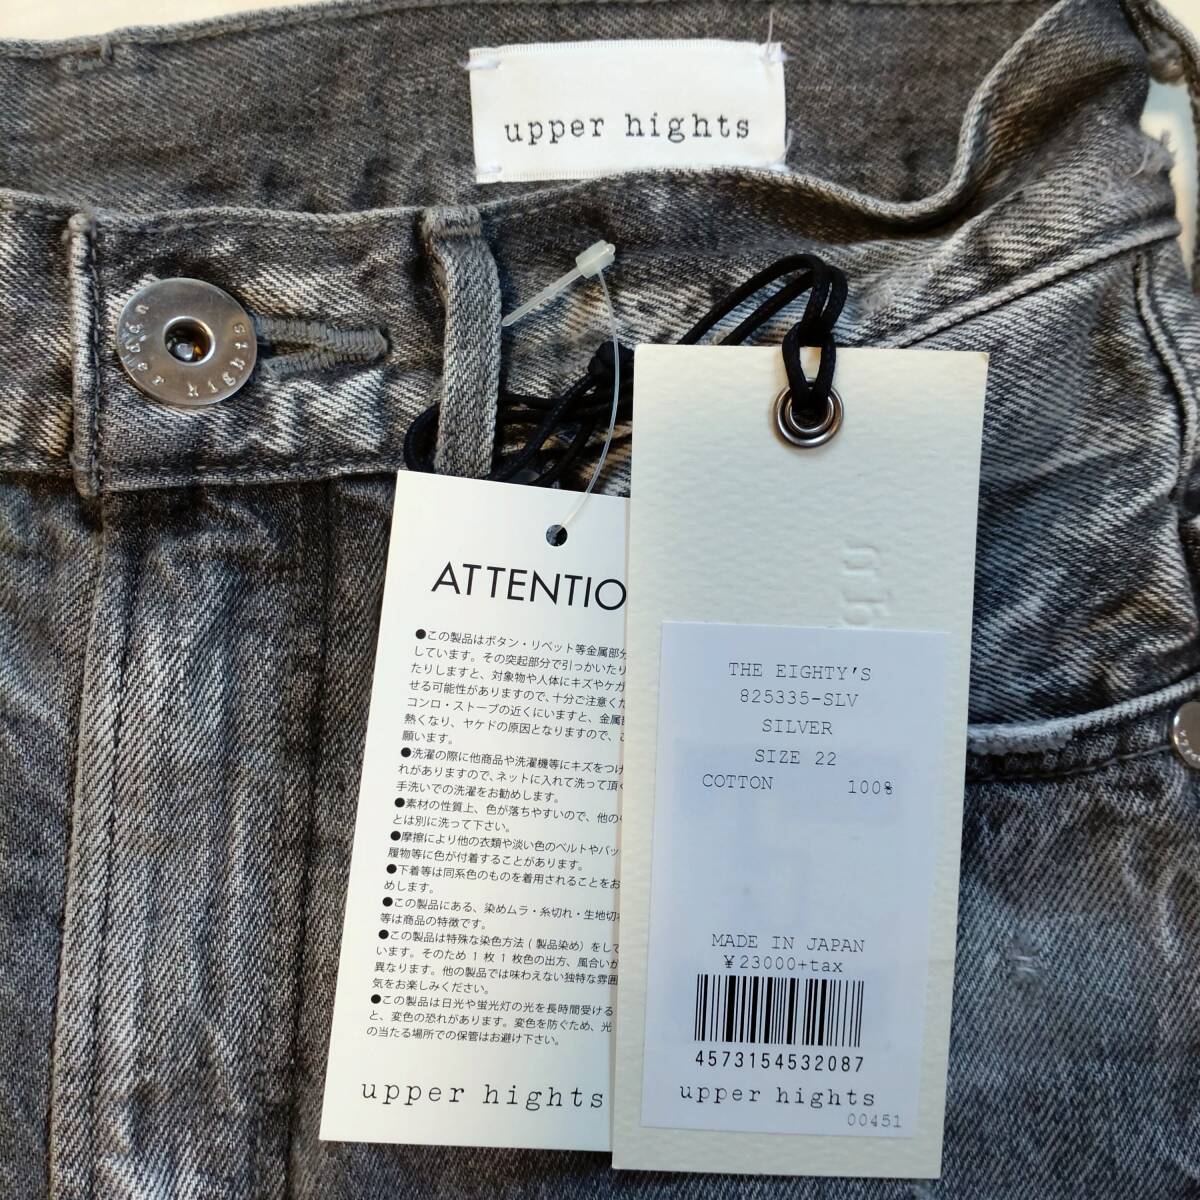 upper hights
upper hights
ATTENTIO
●この製品はボタン・リベット等金属部分
しています。その突起部分で引っかいたり
たりしますと、対象物や人体にキズやケガ
せる可能性がありますので、十分ご注意くだ
コンロ・ストーブの近くにいますと、金属部
熱くなり、ヤケドの原因となりますので、ご
願います。
●洗濯の際に他商品や洗濯機等にキズをつけ
れがありますので、ネットに入れて洗って頂く
手洗いでの洗濯をお勧めします。
●素材の性質上、色が落ちやすいので、他の
とは別に洗って下さい。
●摩擦により他の衣類や淡い色のベルトやバッ
履物等に色が付着することがあります。
●下着等は同系色のものを着用されることをお
めします。
●この製品にある、染めムラ・糸切れ・生地切れ
等は商品の特徴です。
●この製品は特殊な染色方法(製品染め)をして
います。そのため1枚1枚色の出方、風合いが
異なります。他の製品では味わえない独特な雰囲
気をお楽しみください。
●この製品は日光や蛍光灯の光を長時間受ける
と、変色の恐れがあります。変色を防ぐため、光
の当たる場所での保管はお避け下さい。
upper hights
THE EIGHTY'S
825335-SLV
SILVER
SIZE 22
COTTON 100%
MADE IN JAPAN
¥23000+tax
4573154532087
upper hights
00451